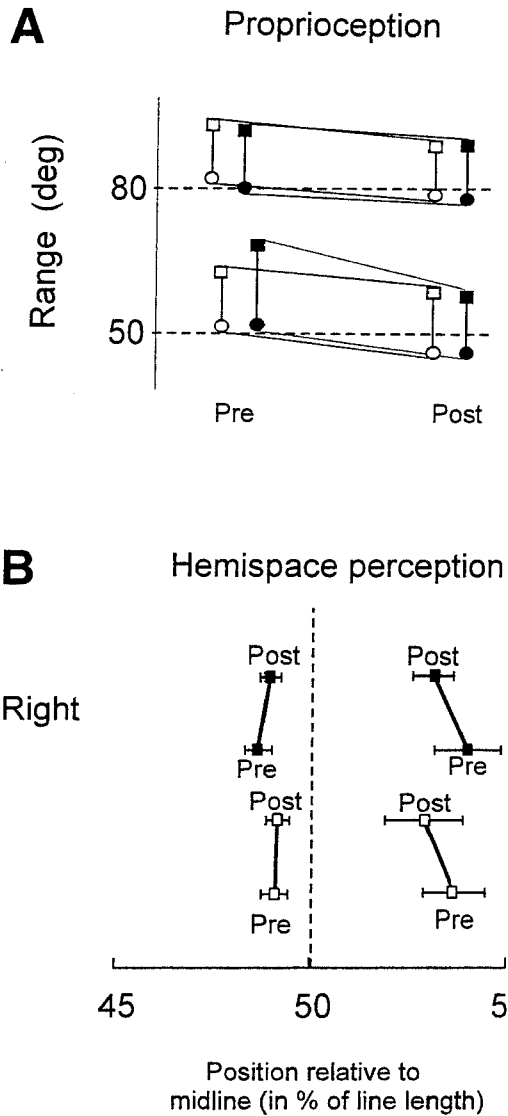 A
Proprioception
Range (deg)
80
50
Pre
Post
B
Hemispace perception
Post
Post
Right
Pre
Pre
Post
Post
Pre
Pre
45
50
5
Position relative to
midline (in % of line length)